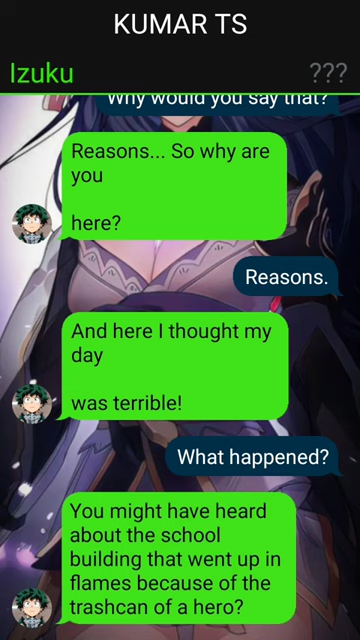 KUMAR TS
Izuku
???
Why would you say that?
Reasons... So why are
you
here?
Reasons.
And here I thought my
day
was terrible!
What happened?
You might have heard
about the school
building that went up in
flames because of the
trashcan of a hero?